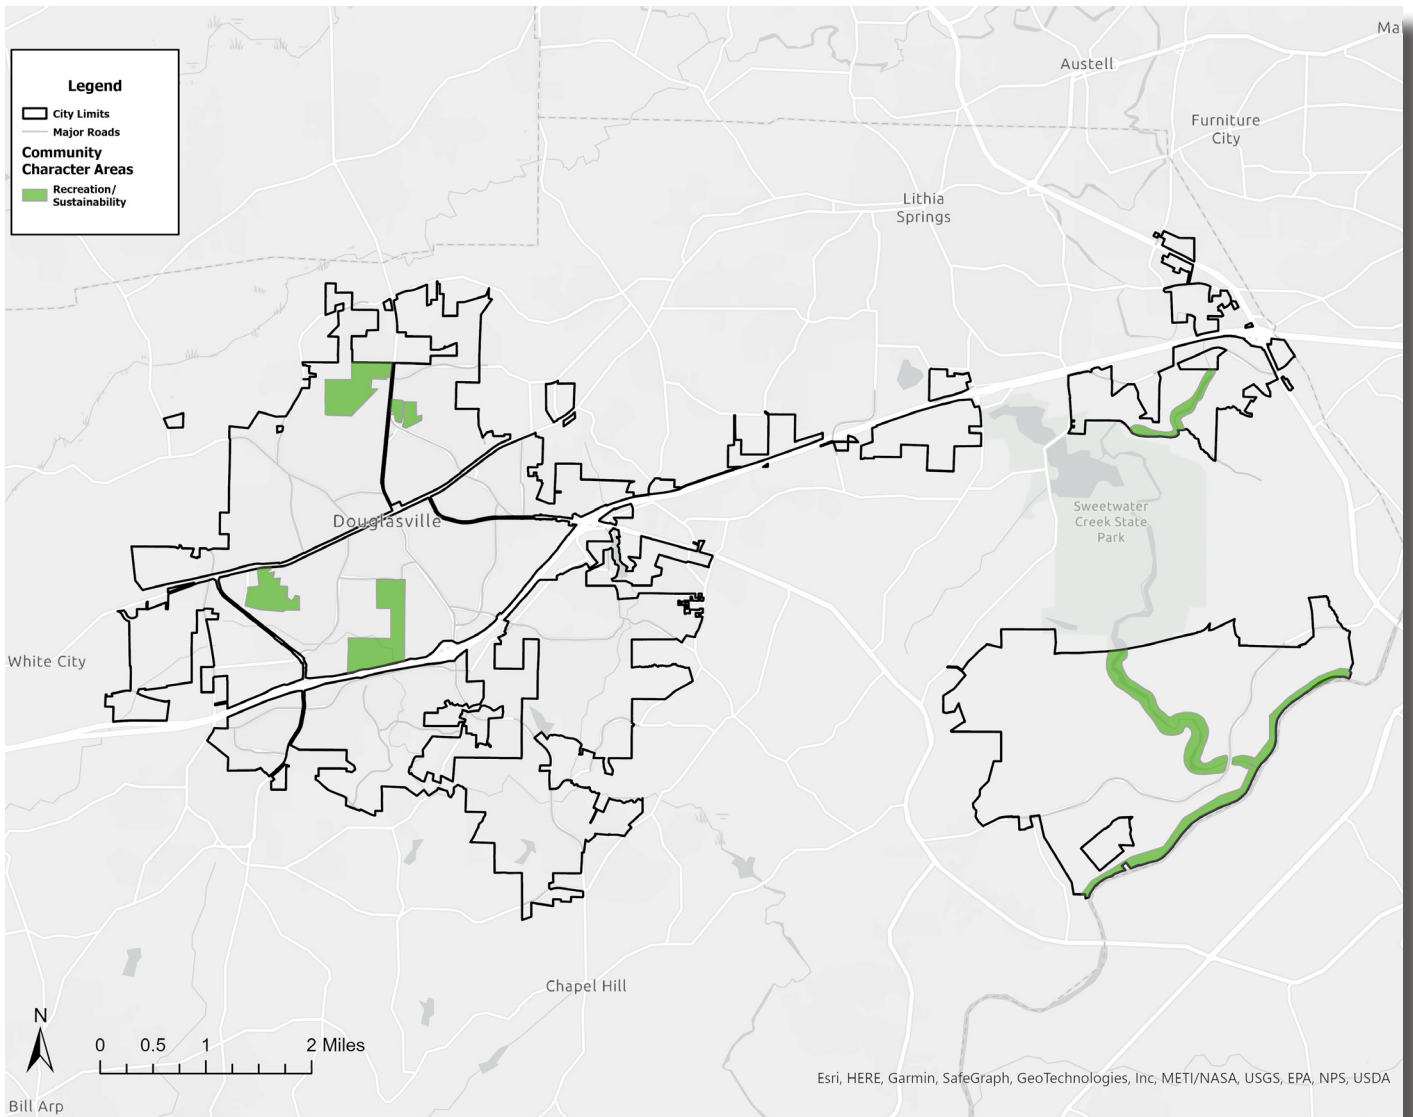 Ma
Austell
Legend
City Limits
Major Roads
Community
Character Areas
Recreation/
Sustainability
Furniture
City
Lithia
Springs
Douglasville
Sweetwater
Creek State
Park
White City
Chapel Hill
N
0 0.5 1 2 Miles
Esri, HERE, Garmin, SafeGraph, GeoTechnologies, Inc, METI/NASA, USGS, EPA, NPS, USDA
Bill Arp